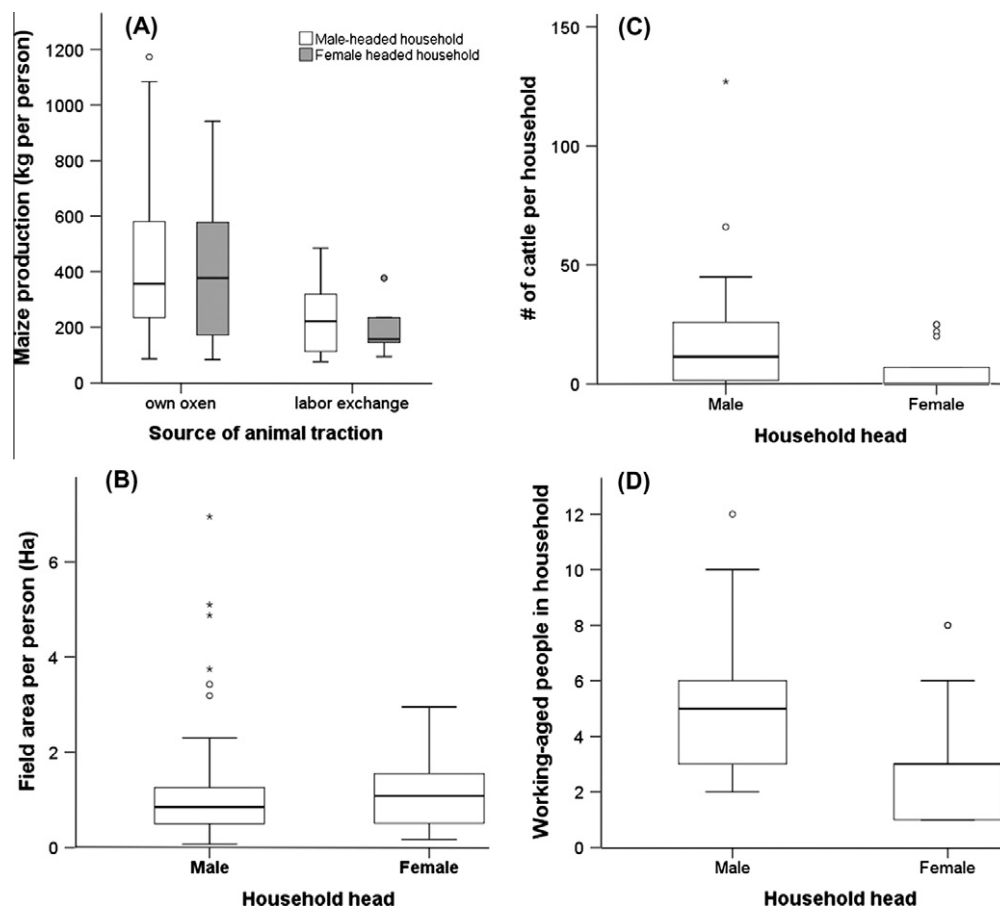 (A)
Male-headed household
Female headed household
Maize production (kg per person)
1200
1000
800
600
400
200
0
own oxen
labor exchange
Source of animal traction
(C)
# of cattle per household
150
100
50
0
Male
Female
Household head
(B)
Field area per person (Ha)
6
4
2
0
Male
Female
Household head
(D)
Working-aged people in household
12
10
8
6
4
2
0
Male
Female
Household head